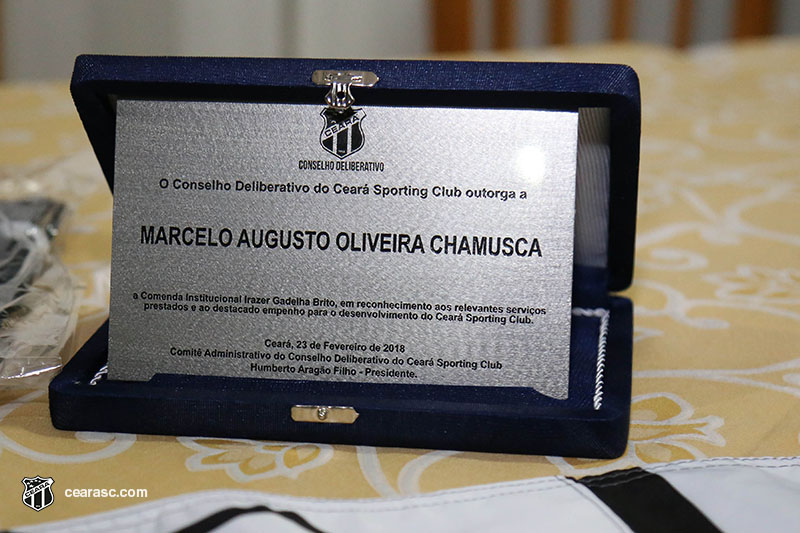 CEARÁ
CONSELHO DELIBERATIVO
O Conselho Deliberativo do Ceará Sporting Club outorga a
MARCELO AUGUSTO OLIVEIRA CHAMUSCA
a Comenda Institucional Irazer Gadelha Brito, em reconhecimento aos relevantes serviços
prestados e ao destacado empenho para o desenvolvimento do Ceará Sporting Club.
Ceará, 23 de Fevereiro de 2018
Comitê Administrativo do Conselho Deliberativo do Ceará Sporting Club
Humberto Aragão Filho - Presidente.
CEARÁ
cearasc.com